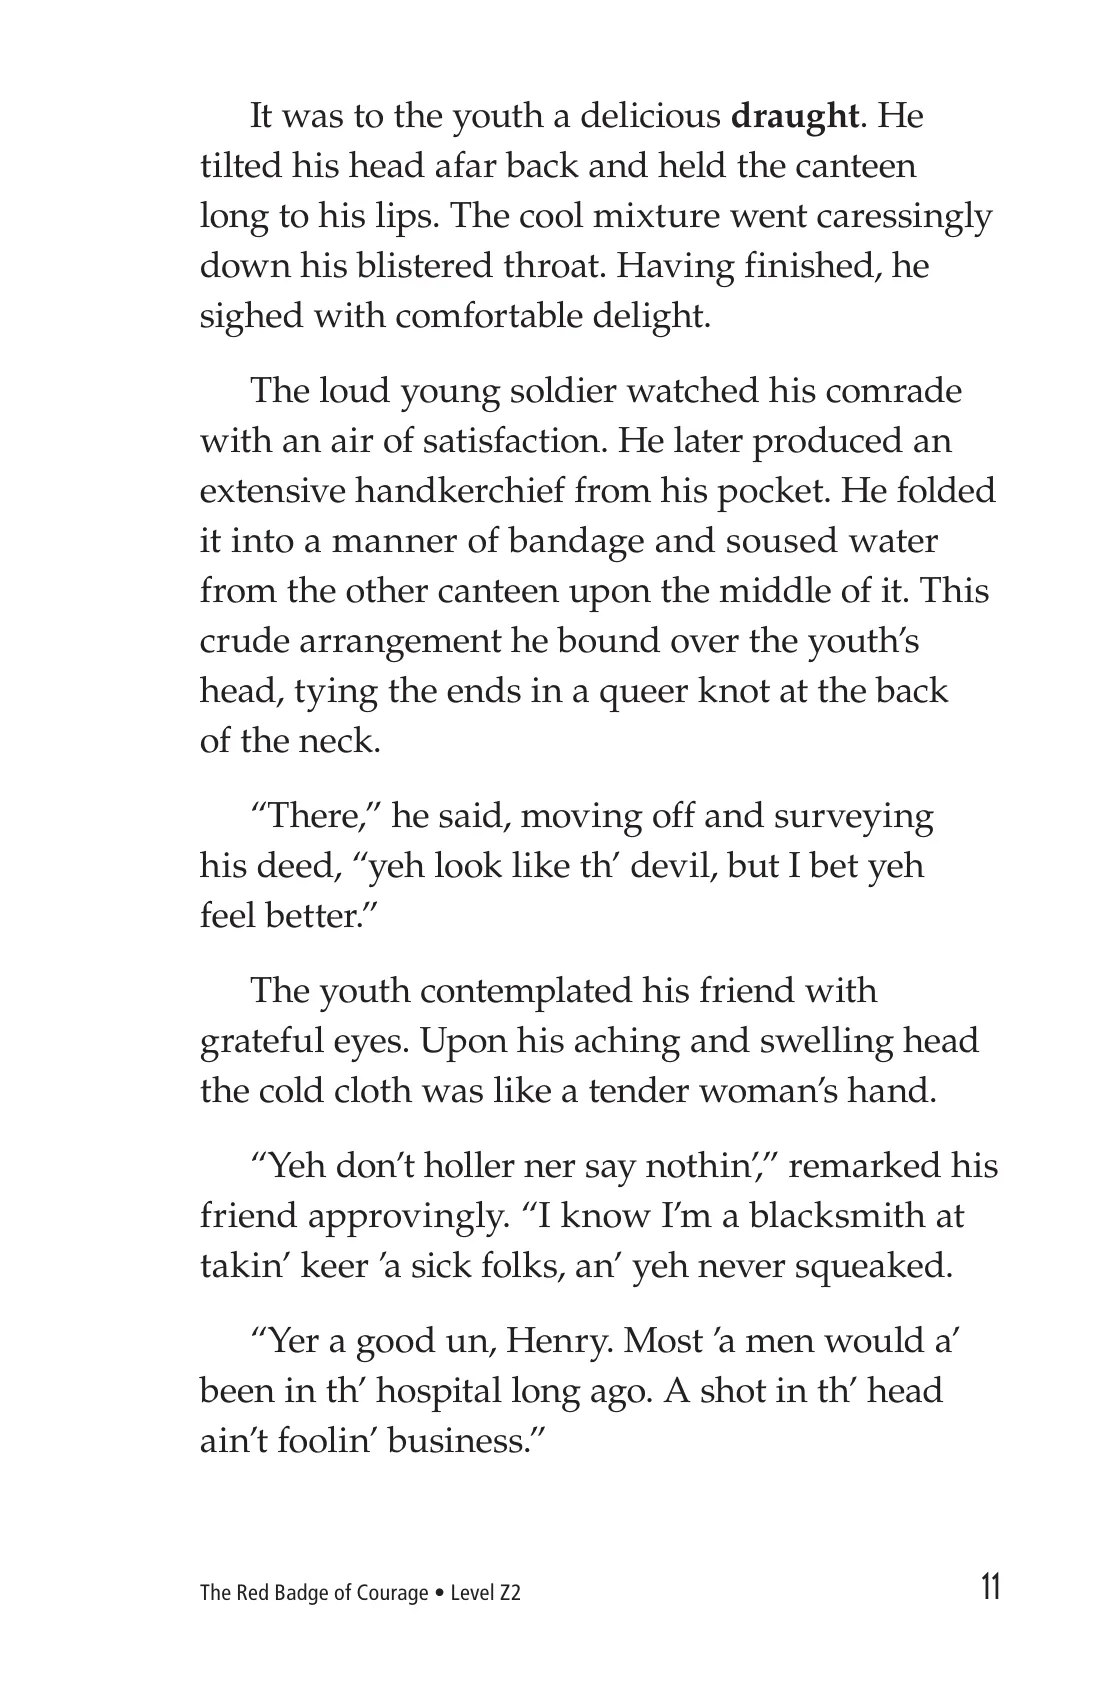 It was to the youth a delicious draught. He
tilted his head afar back and held the canteen
long to his lips. The cool mixture went caressingly
down his blistered throat. Having finished, he
sighed with comfortable delight.
The loud young soldier watched his comrade
with an air of satisfaction. He later produced an
extensive handkerchief from his pocket. He folded
it into a manner of bandage and soused water
from the other canteen upon the middle of it. This
crude arrangement he bound over the youth’s
head, tying the ends in a queer knot at the back
of the neck.
“There,” he said, moving off and surveying
his deed, “yeh look like th’ devil, but I bet yeh
feel better.”
The youth contemplated his friend with
grateful eyes. Upon his aching and swelling head
the cold cloth was like a tender woman’s hand.
“Yeh don’t holler ner say nothin’,” remarked his
friend approvingly. “I know I’m a blacksmith at
takin’ keer ’a sick folks, an’ yeh never squeaked.
“Yer a good un, Henry. Most ’a men would a’
been in th’ hospital long ago. A shot in th’ head
ain’t foolin’ business.”
The Red Badge of Courage • Level Z2 11